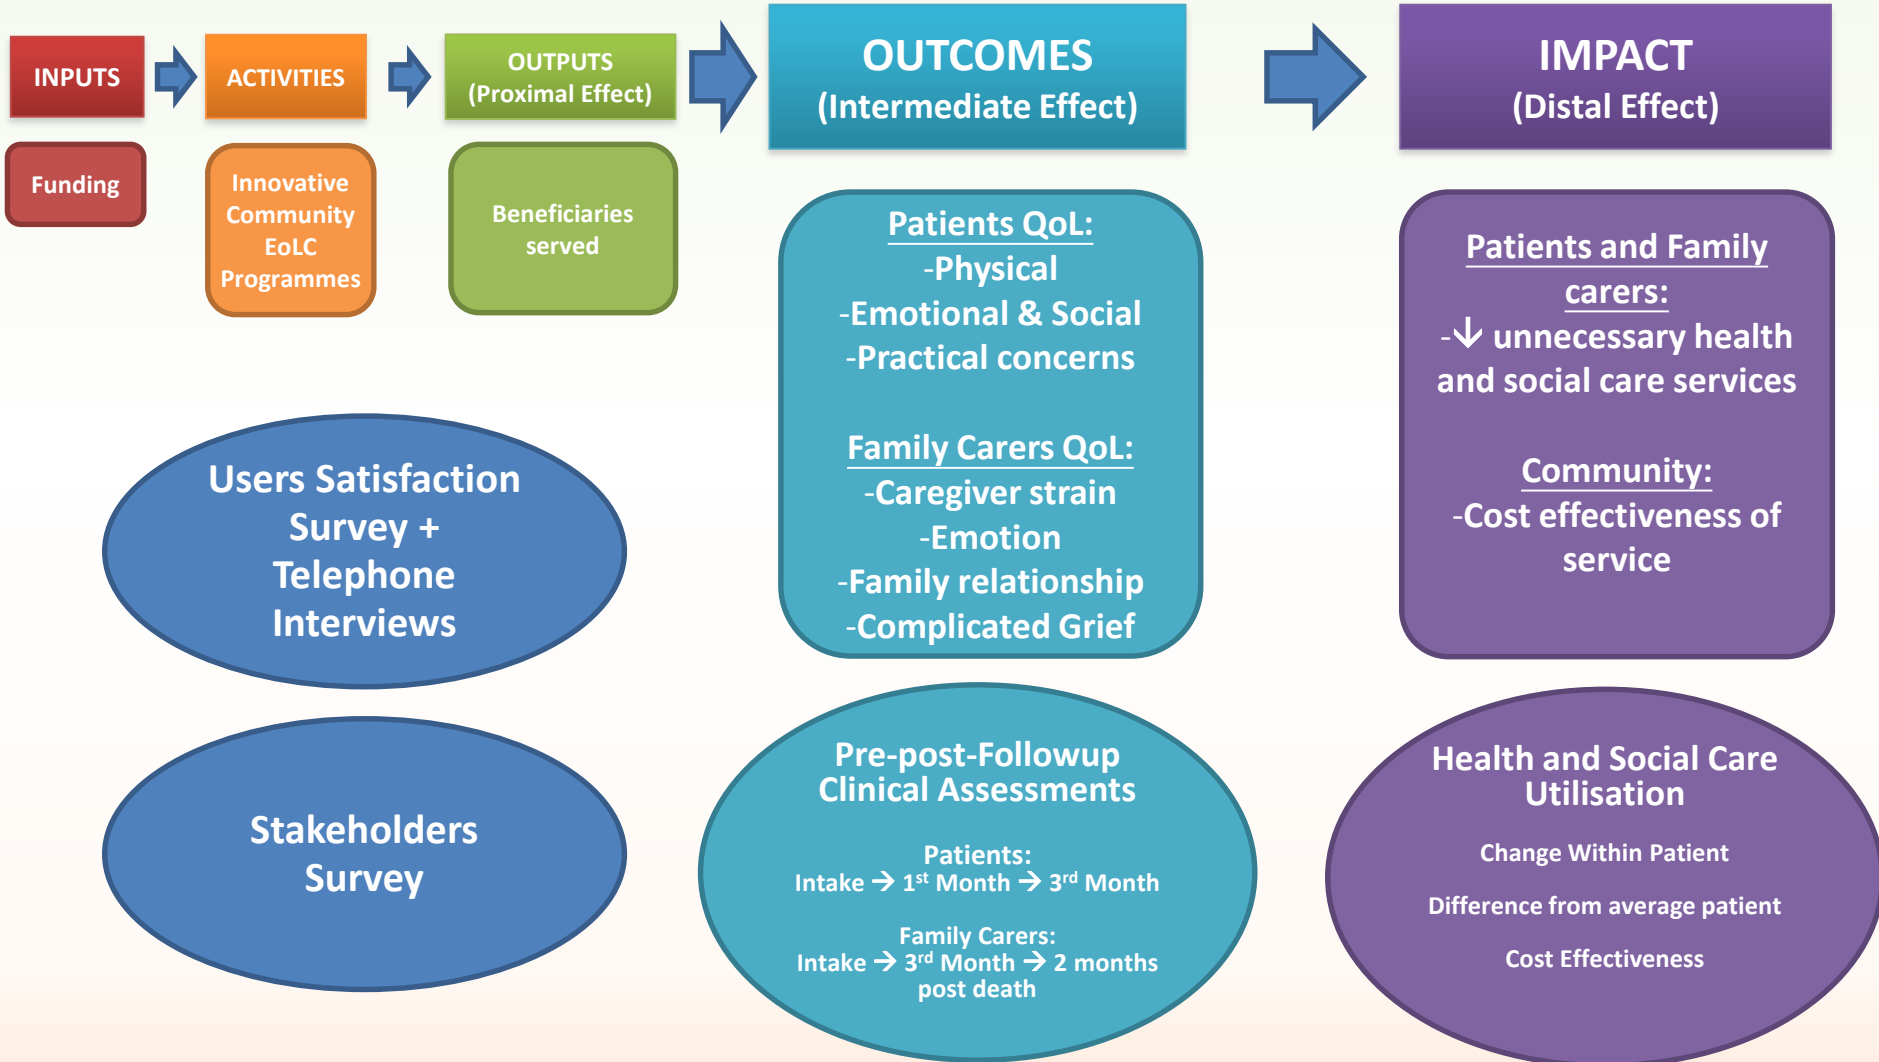 INPUTS
ACTIVITIES
OUTPUTS
(Proximal Effect)
OUTCOMES
(Intermediate Effect)
IMPACT
(Distal Effect)
Funding
Innovative
Community
EoLC
Programmes
Beneficiaries
served
Patients QoL:
-Physical
-Emotional & Social
-Practical concerns
Family Carers QoL:
-Caregiver strain
-Emotion
-Family relationship
-Complicated Grief
Patients and Family
carers:
-↓ unnecessary health
and social care services
Community:
-Cost effectiveness of
service
Users Satisfaction
Survey +
Telephone
Interviews
Stakeholders
Survey
Pre-post-Followup
Clinical Assessments
Patients:
Intake → 1st Month → 3rd Month
Family Carers:
Intake → 3rd Month → 2 months
post death
Health and Social Care
Utilisation
Change Within Patient
Difference from average patient
Cost Effectiveness